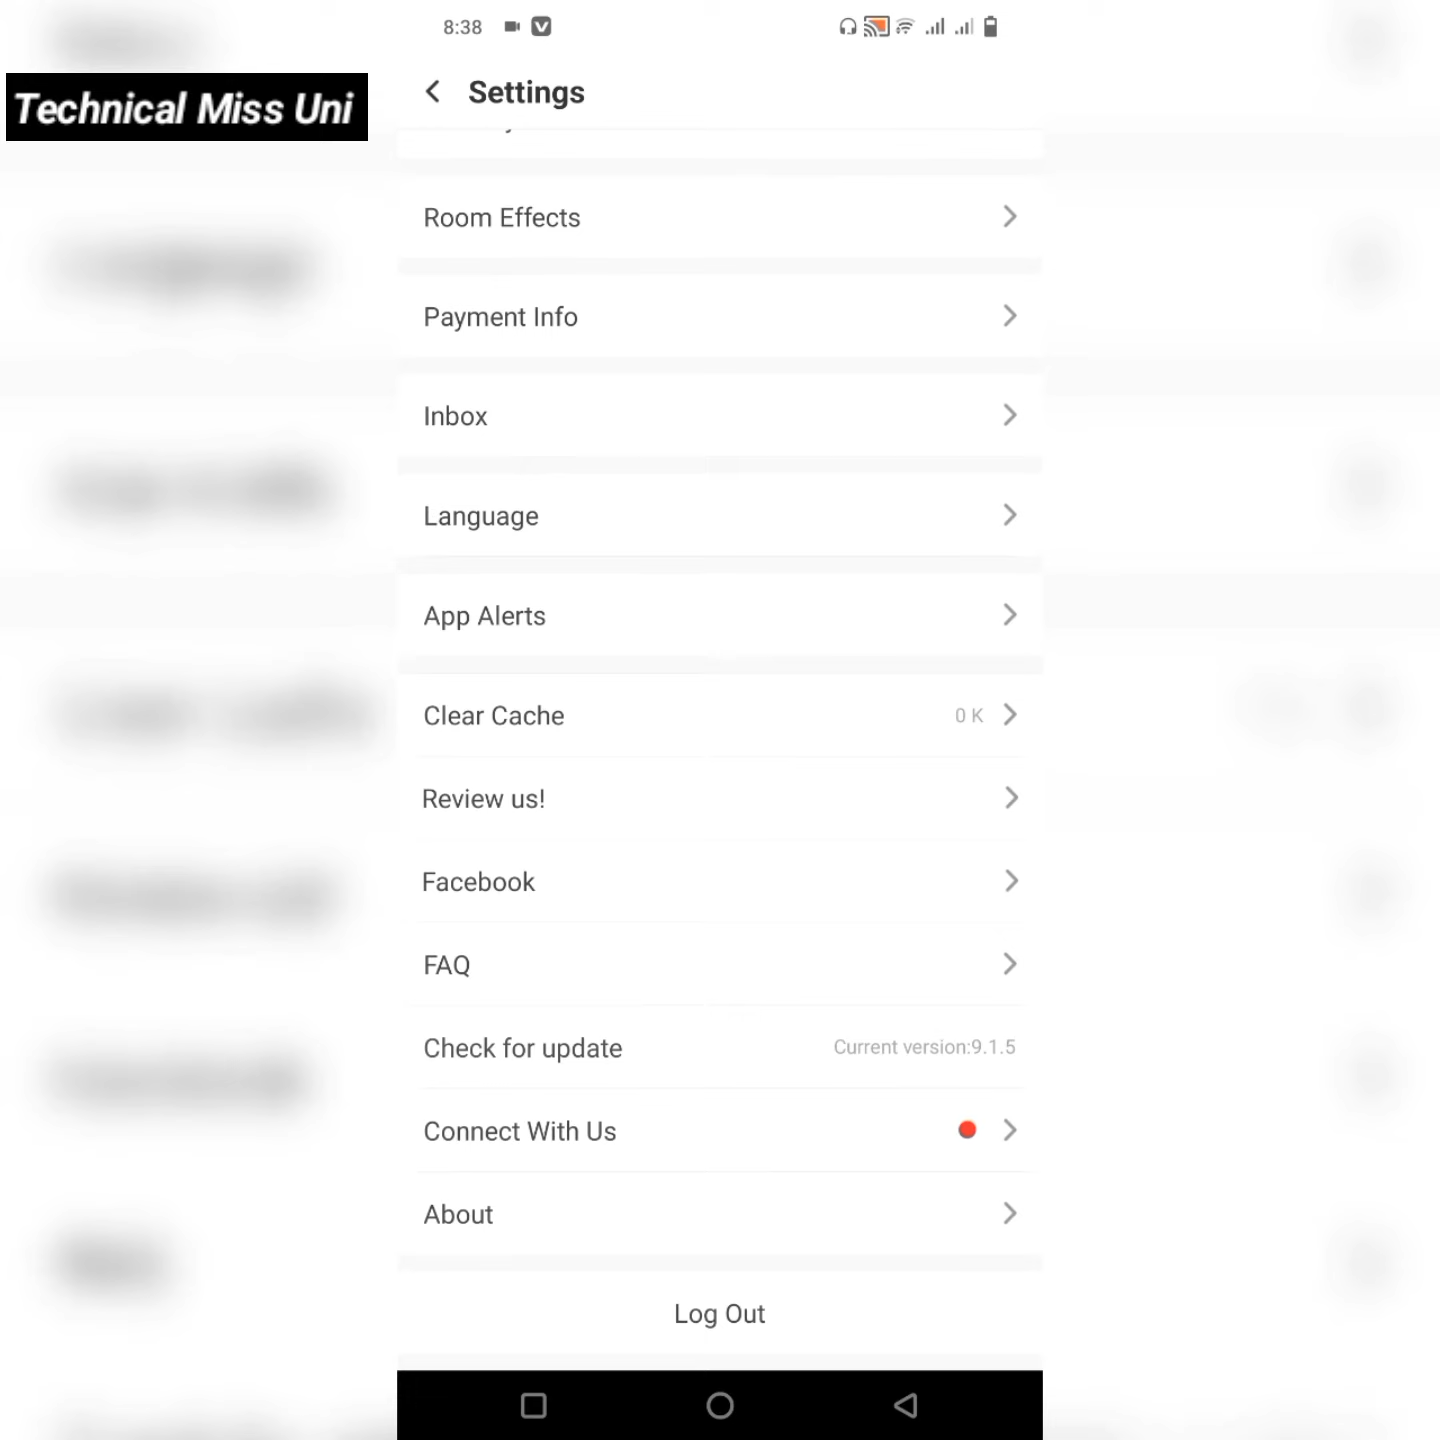 8:38
Technical Miss Uni
Settings
Room Effects
Payment Info
Inbox
Language
App Alerts
Clear Cache 0 K
Review us!
Facebook
FAQ
Check for update Current version:9.1.5
Connect With Us
About
Log Out